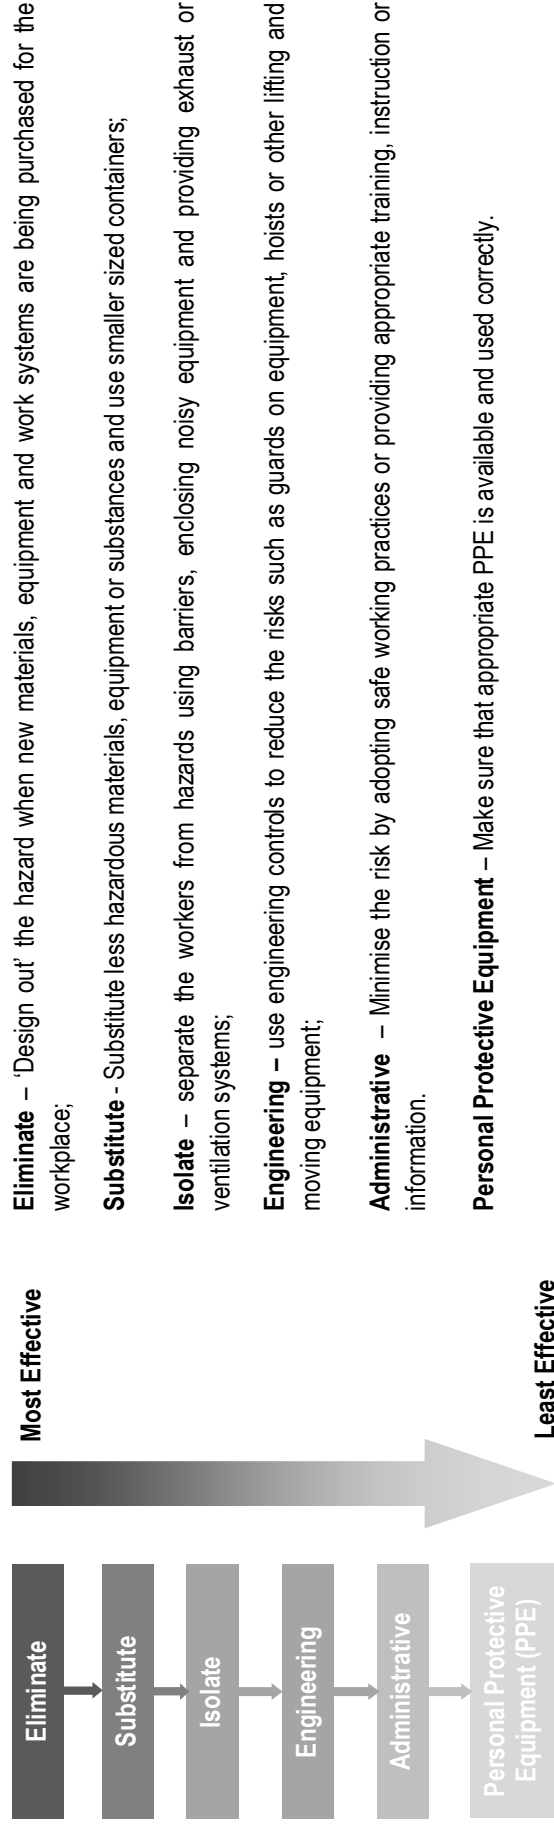 Eliminate
Substitute
Isolate
Engineering
Administrative
Personal Protective
Equipment (PPE)
Most Effective
Least Effective
Eliminate – ‘Design out’ the hazard when new materials, equipment and work systems are being purchased for the
workplace;
Substitute - Substitute less hazardous materials, equipment or substances and use smaller sized containers;
Isolate – separate the workers from hazards using barriers, enclosing noisy equipment and providing exhaust or
ventilation systems;
Engineering – use engineering controls to reduce the risks such as guards on equipment, hoists or other lifting and
moving equipment;
Administrative – Minimise the risk by adopting safe working practices or providing appropriate training, instruction or
information.
Personal Protective Equipment – Make sure that appropriate PPE is available and used correctly.